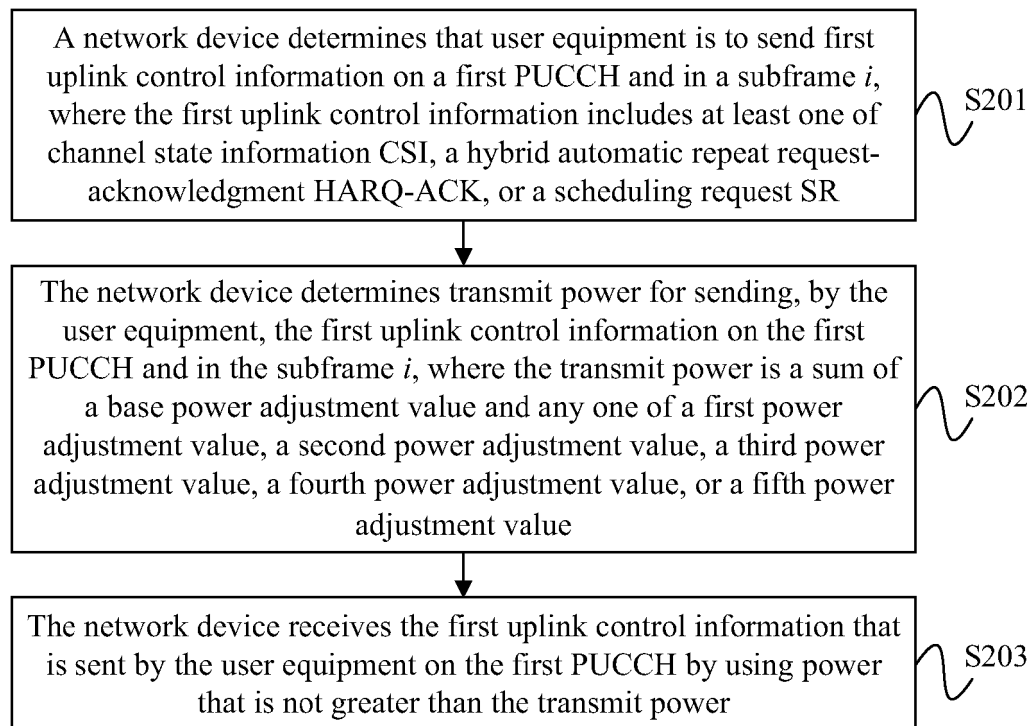 A network device determines that user equipment is to send first
uplink control information on a first PUCCH and in a subframe i,
where the first uplink control information includes at least one of
channel state information CSI, a hybrid automatic repeat request-
acknowledgment HARQ-ACK, or a scheduling request SR
S201
The network device determines transmit power for sending, by the
user equipment, the first uplink control information on the first
PUCCH and in the subframe i, where the transmit power is a sum of
a base power adjustment value and any one of a first power
adjustment value, a second power adjustment value, a third power
adjustment value, a fourth power adjustment value, or a fifth power
adjustment value
S202
The network device receives the first uplink control information that
is sent by the user equipment on the first PUCCH by using power
that is not greater than the transmit power
S203